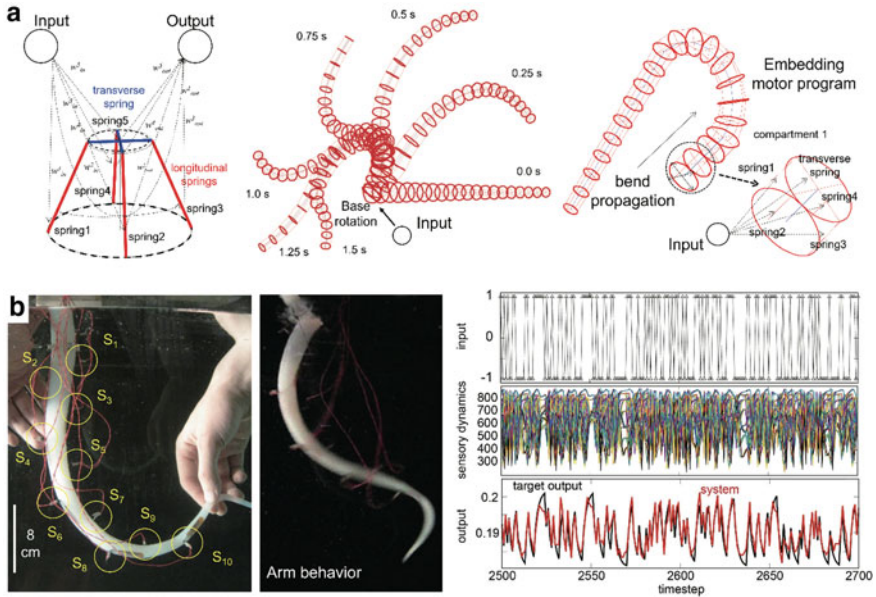 a
Input
Output
transverse
spring
spring5
longitudinal
springs
spring4
spring3
spring1
spring2
0.75 s
0.5 s
0.25 s
0.0 s
1.0 s
1.25 s
1.5 s
Base
rotation
Input
Embedding
motor program
compartment 1
bend
propagation
spring1
transverse
spring
spring4
spring2
spring3
Input
b
S1
S2
S3
S4
S5
S6
S7
S8
S9
S10
8
cm
Arm behavior
input
1
0
-1
sensory dynamics
800
700
600
500
400
300
output
target output
system
0.2
0.19
2500
2550
2600
2650
2700
timestep